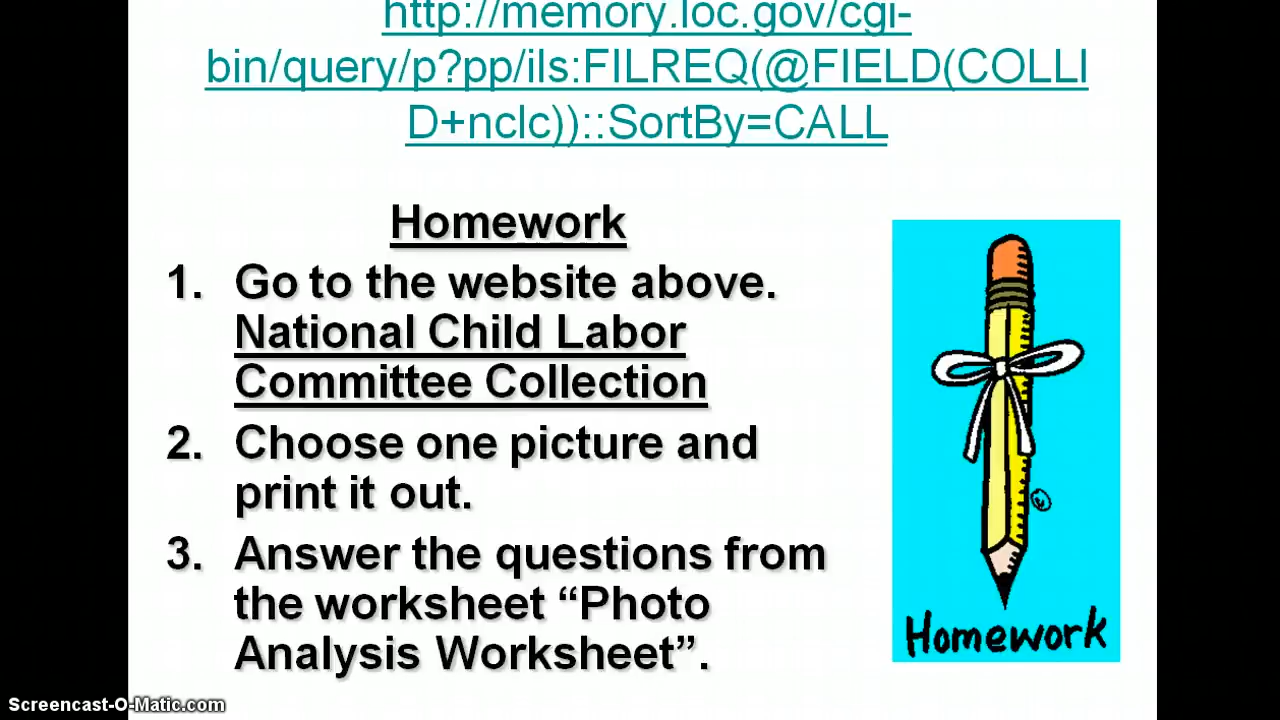 http://memory.loc.gov/cgi-
bin/query/p?pp/ils:FILREQ(@FIELD(COLLI
D+nclc))::SortBy=CALL
Homework
1. Go to the website above.
National Child Labor
Committee Collection
2. Choose one picture and
print it out.
3. Answer the questions from
the worksheet “Photo
Analysis Worksheet”.
Homework
Screencast-O-Matic.com